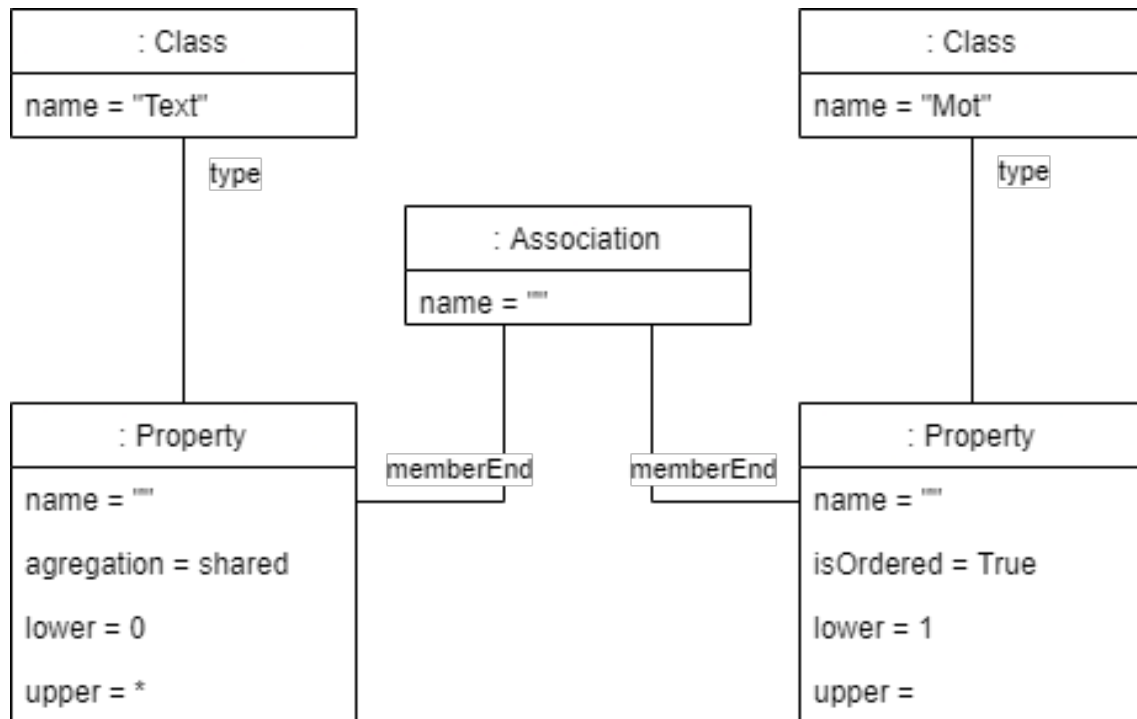 : Class
name = "Text"
type
: Class
name = "Mot"
type
: Association
name = ""
memberEnd
memberEnd
: Property
name = ""
agregation = shared
lower = 0
upper = *
: Property
name = ""
isOrdered = True
lower = 1
upper =